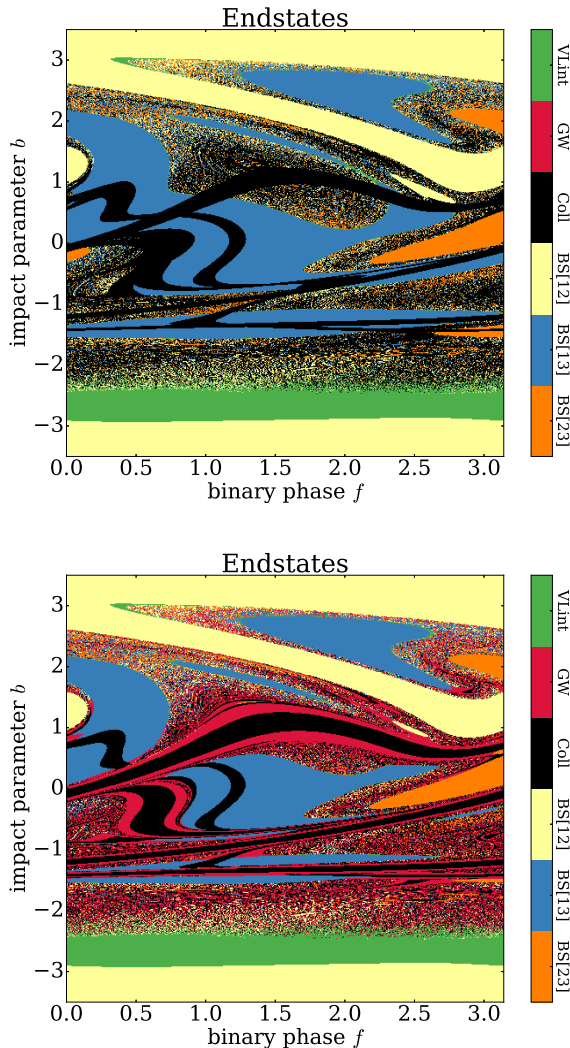 Endstates
impact parameter b
3
2
1
0
−1
−2
−3
0.0 0.5 1.0 1.5 2.0 2.5 3.0
binary phase f
VLint
GW
Coll
BS[12]
BS[13]
BS[23]
Endstates
impact parameter b
3
2
1
0
−1
−2
−3
0.0 0.5 1.0 1.5 2.0 2.5 3.0
binary phase f
VLint
GW
Coll
BS[12]
BS[13]
BS[23]